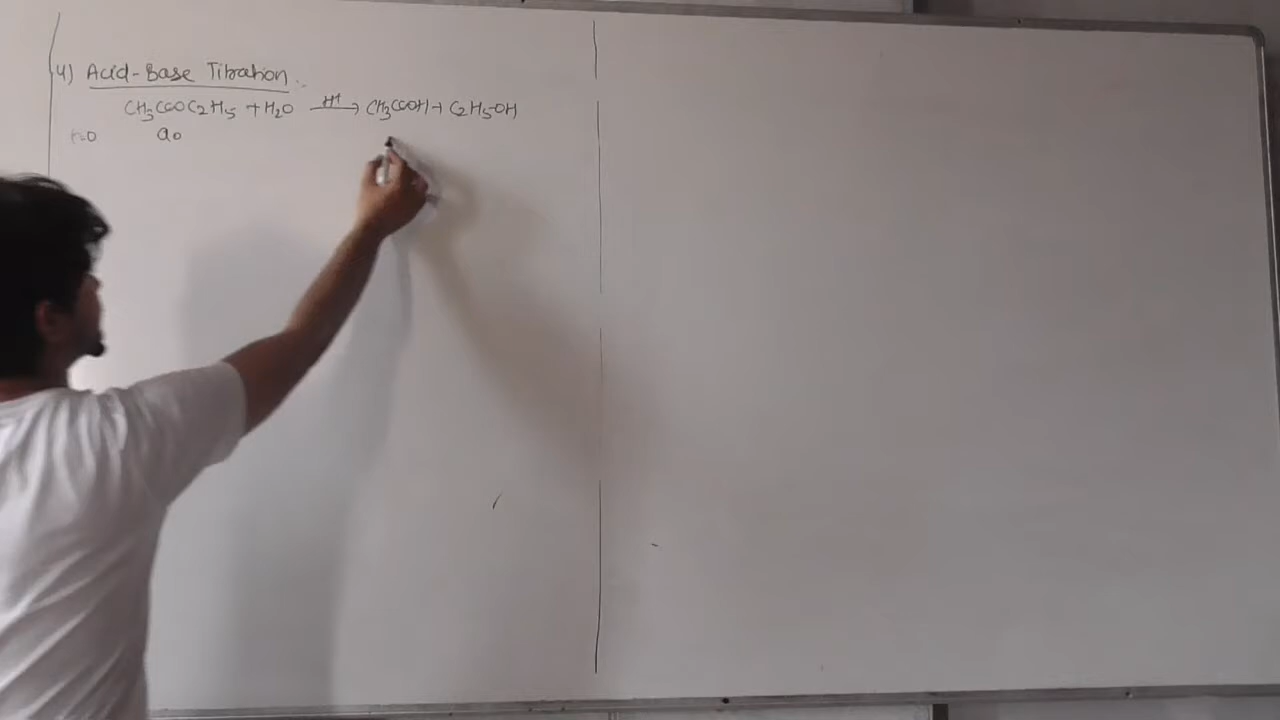 4) Acid-Base Titration :-
CH3COOC2H5 + H2O H+ → CH3COOH + C2H5OH
t=0 a0